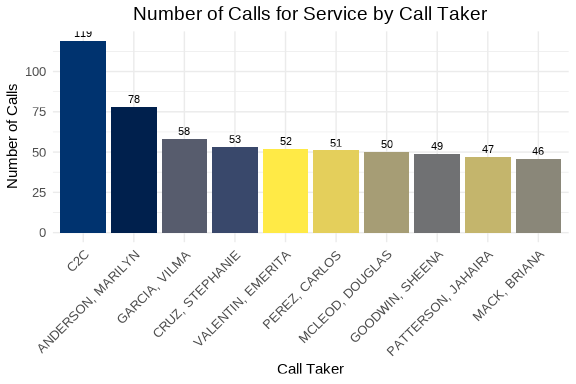 Number of Calls for Service by Call Taker
Number of Calls
0
25
50
75
100
119
78
58
53
52
51
50
49
47
46
C2C
ANDERSON, MARILYN
GARCIA, VILMA
CRUZ, STEPHANIE
VALENTIN, EMERITA
PEREZ, CARLOS
MCLEOD, DOUGLAS
GOODWIN, SHEENA
PATTERSON, JAHAIRA
MACK, BRIANA
Call Taker